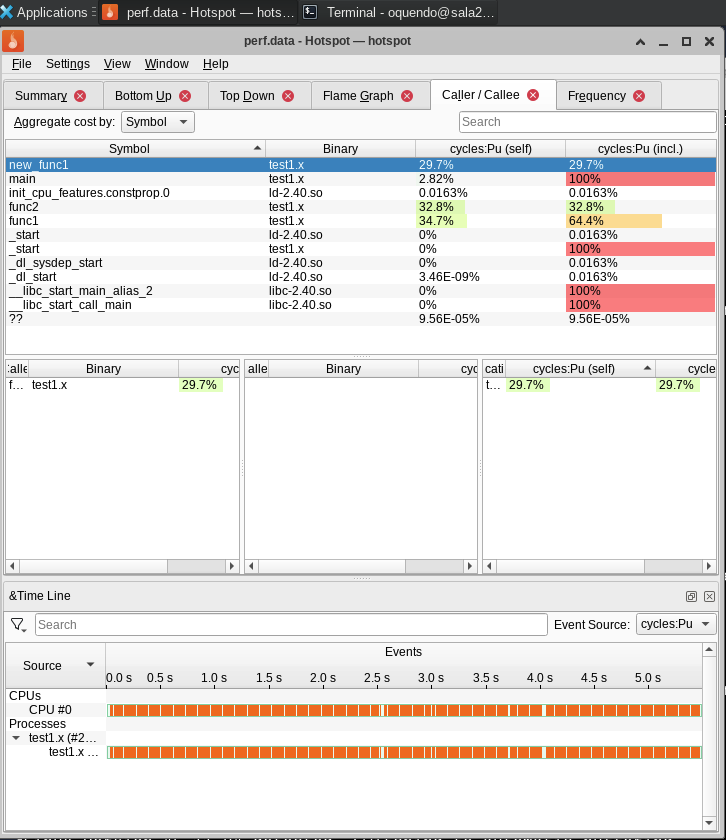 Applications perf.data - Hotspot — hots... Terminal - oquendo@sala2...
perf.data - Hotspot — hotspot
File Settings View Window Help
Summary Bottom Up Top Down Flame Graph Caller / Callee Frequency
Aggregate cost by: Symbol Search
Symbol Binary cycles:Pu (self) cycles:Pu (incl.)
new_func1 test1.x 29.7% 29.7%
main test1.x 2.82% 100%
init_cpu_features.constprop.0 ld-2.40.so 0.0163% 0.0163%
func2 test1.x 32.8% 32.8%
func1 test1.x 34.7% 64.4%
_start ld-2.40.so 0% 0.0163%
_start test1.x 0% 100%
_dl_sysdep_start ld-2.40.so 0% 0.0163%
_dl_start ld-2.40.so 3.46E-09% 0.0163%
__libc_start_main_alias_2 libc-2.40.so 0% 100%
__libc_start_call_main libc-2.40.so 0% 100%
?? 9.56E-05% 9.56E-05%
alle Binary cyc alle Binary cyc cati cycles:Pu (self) cycle
f... test1.x 29.7% t... 29.7% 29.7%
&Time Line
Search Event Source: cycles:Pu
Source Events
0.0 s 0.5 s 1.0 s 1.5 s 2.0 s 2.5 s 3.0 s 3.5 s 4.0 s 4.5 s 5.0 s
CPUs
CPU #0
Processes
test1.x (#2...
test1.x ...